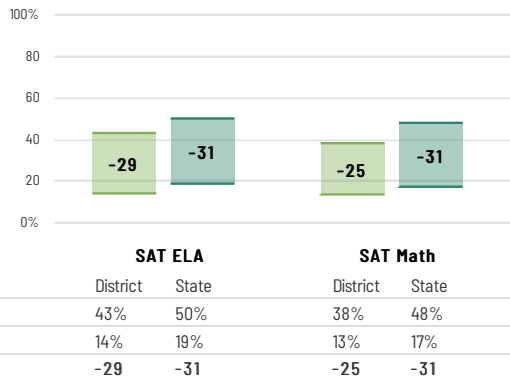 100%
80
60
40
20
0%
-29
-31
-25
-31
SAT ELA SAT Math
District State District State
43% 50% 38% 48%
14% 19% 13% 17%
-29 -31 -25 -31